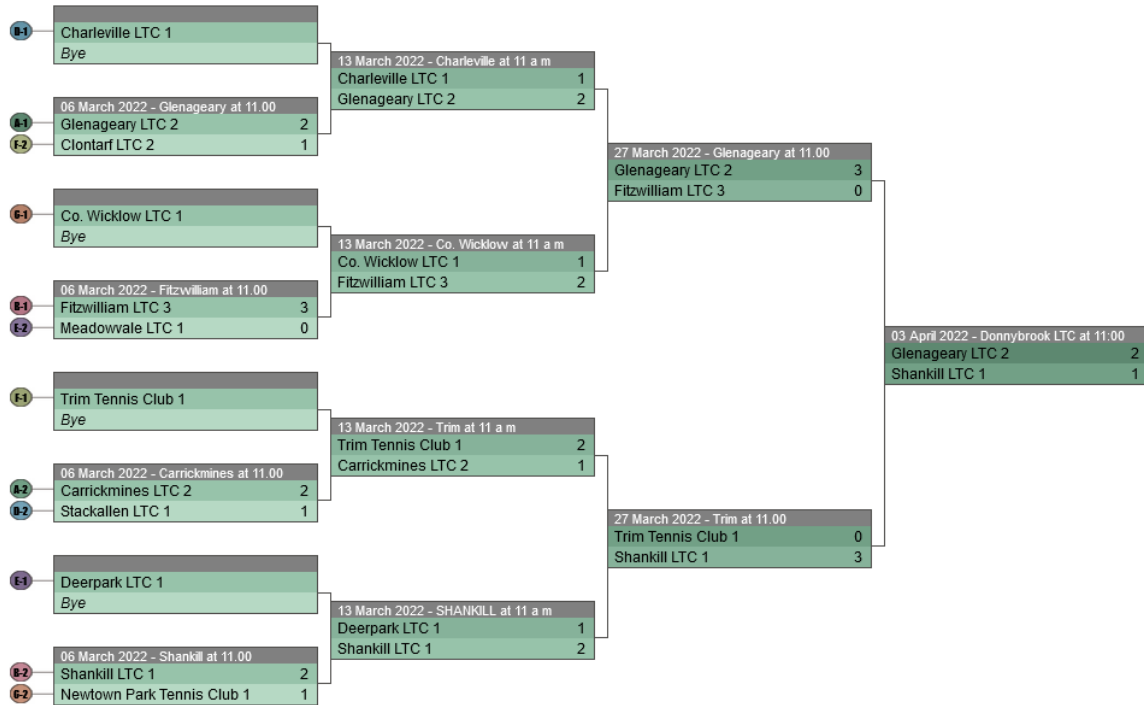 D-1
Charleville LTC 1
Bye
06 March 2022 - Glenageary at 11.00
A-1
Glenageary LTC 2 2
F-2
Clontarf LTC 2 1
G-1
Co. Wicklow LTC 1
Bye
06 March 2022 - Fitzwilliam at 11.00
B-1
Fitzwilliam LTC 3 3
E-2
Meadowvale LTC 1 0
F-1
Trim Tennis Club 1
Bye
06 March 2022 - Carrickmines at 11.00
A-2
Carrickmines LTC 2 2
D-2
Stackallen LTC 1 1
E-1
Deerpark LTC 1
Bye
06 March 2022 - Shankill at 11.00
B-2
Shankill LTC 1 2
G-2
Newtown Park Tennis Club 1 1
13 March 2022 - Charleville at 11 a m
Charleville LTC 1 1
Glenageary LTC 2 2
13 March 2022 - Co. Wicklow at 11 a m
Co. Wicklow LTC 1 1
Fitzwilliam LTC 3 2
13 March 2022 - Trim at 11 a m
Trim Tennis Club 1 2
Carrickmines LTC 2 1
13 March 2022 - SHANKILL at 11 a m
Deerpark LTC 1 1
Shankill LTC 1 2
27 March 2022 - Glenageary at 11.00
Glenageary LTC 2 3
Fitzwilliam LTC 3 0
27 March 2022 - Trim at 11.00
Trim Tennis Club 1 0
Shankill LTC 1 3
03 April 2022 - Donnybrook LTC at 11:00
Glenageary LTC 2 2
Shankill LTC 1 1